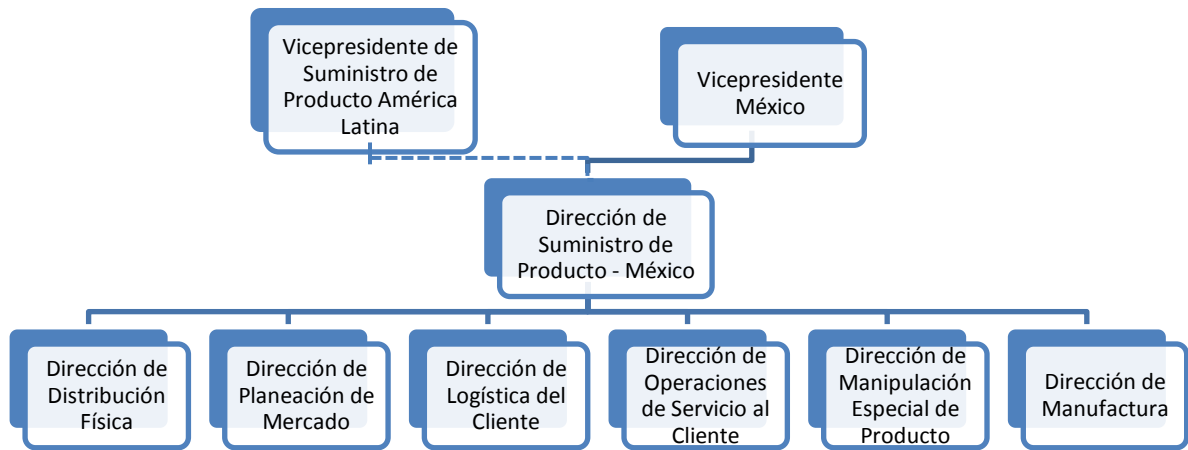 Vicepresidente de
Suministro de
Producto América
Latina
Vicepresidente
México
Dirección de
Suministro de
Producto - México
Dirección de
Distribución
Física
Dirección de
Planeación de
Mercado
Dirección de
Logística del
Cliente
Dirección de
Operaciones
de Servicio al
Cliente
Dirección de
Manipulación
Especial de
Producto
Dirección de
Manufactura